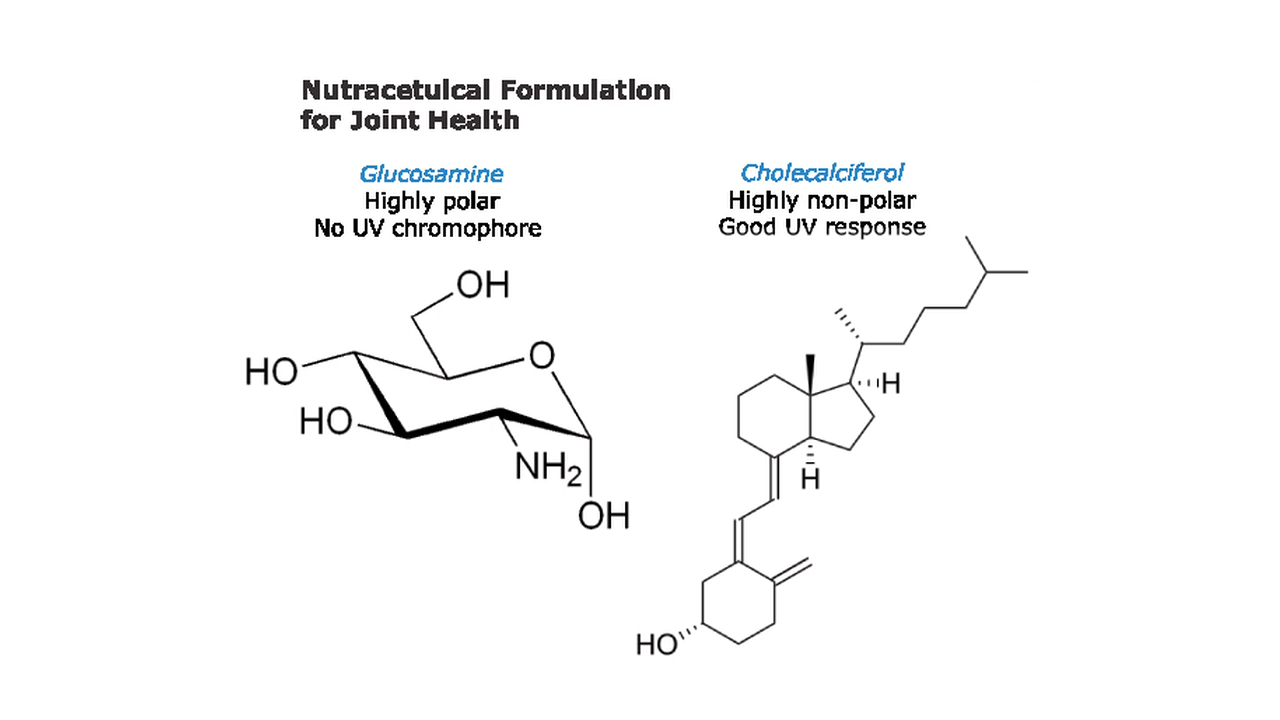 Nutracetulcal Formulation
for Joint Health
Glucosamine
Highly polar
No UV chromophore
Cholecalciferol
Highly non-polar
Good UV response
OH
O
HO
HO
NH2
OH
H
H
HO